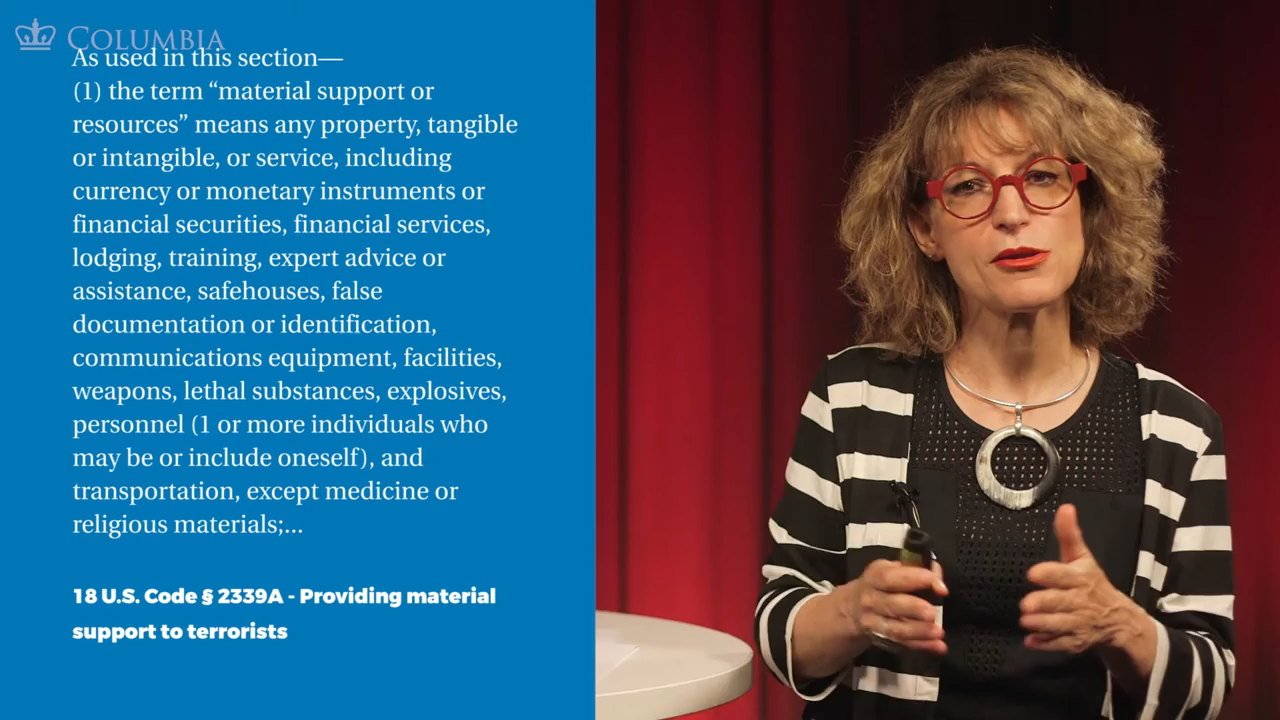 COLUMBIA
As used in this section—
(1) the term “material support or
resources” means any property, tangible
or intangible, or service, including
currency or monetary instruments or
financial securities, financial services,
lodging, training, expert advice or
assistance, safehouses, false
documentation or identification,
communications equipment, facilities,
weapons, lethal substances, explosives,
personnel (1 or more individuals who
may be or include oneself), and
transportation, except medicine or
religious materials;...
18 U.S. Code § 2339A - Providing material
support to terrorists